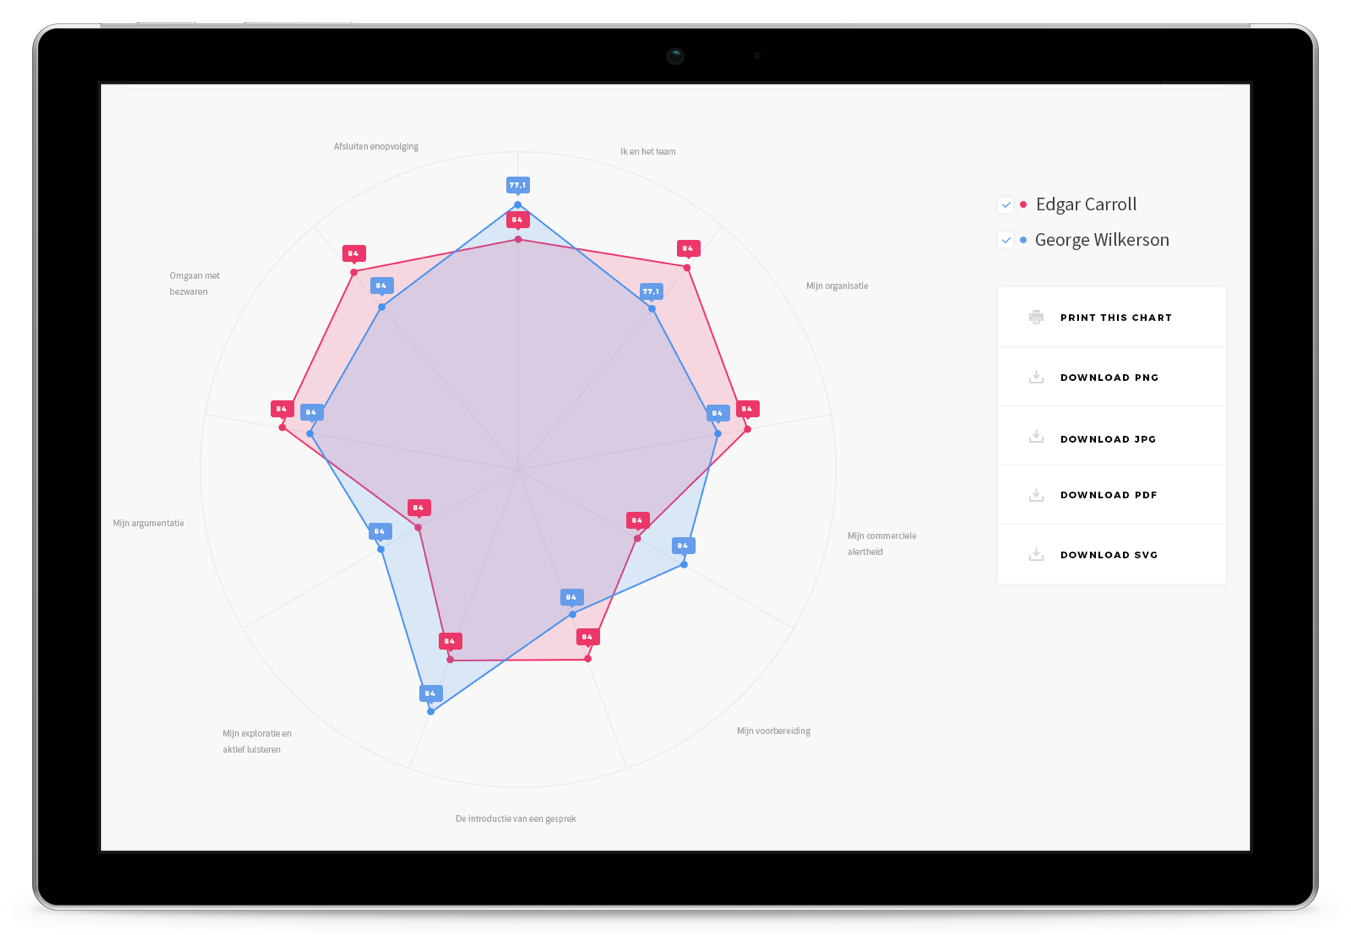 Afsluiten enopvolging
Ik en het team
77,1
84
84
84
84
77,1
Omgaan met
bezwaren
Mijn organisatie
84
84
84
84
84
84
84
84
Mijn argumentatie
Mijn commerciele
alertheid
84
84
84
84
Mijn exploratie en
aktief luisteren
Mijn voorbereiding
De introductie van een gesprek
Edgar Carroll
George Wilkerson
PRINT THIS CHART
DOWNLOAD PNG
DOWNLOAD JPG
DOWNLOAD PDF
DOWNLOAD SVG